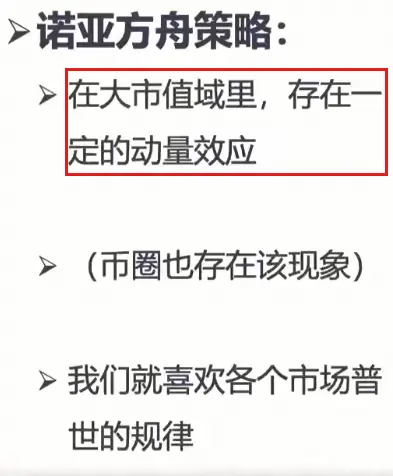 ➢诺亚方舟策略：
➢ 在大市值域里，存在一
定的动量效应
➢ （币圈也存在该现象）
➢ 我们就喜欢各个市场普
世的规律